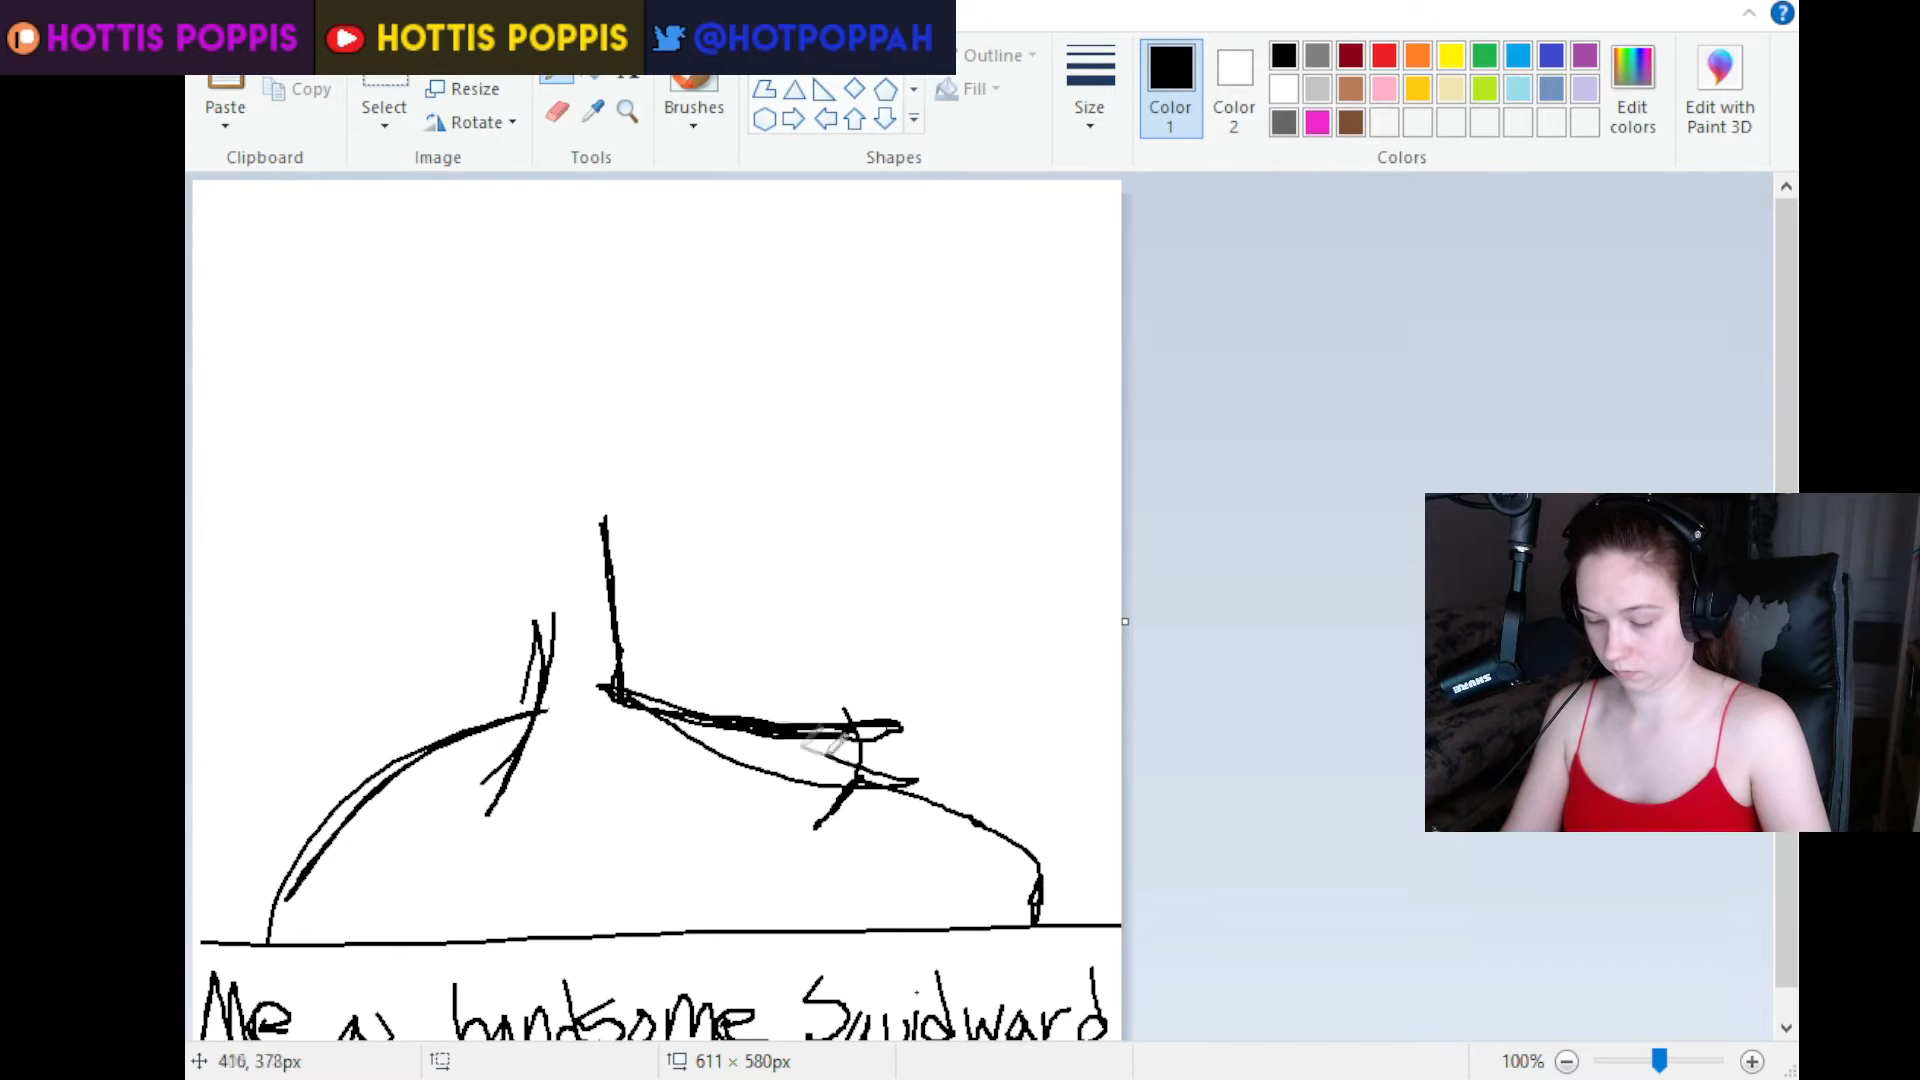 HOTTIS POPPIS HOTTIS POPPIS @HOTPOPPAH
Outline
Paste Copy Select Resize Brushes Fill Size Color 1 Color 2 Edit colors Edit with Paint 3D
Rotate
Clipboard Image Tools Shapes Colors
SHURE
Me as handsome Squidward
416, 378px 611 × 580px 100%